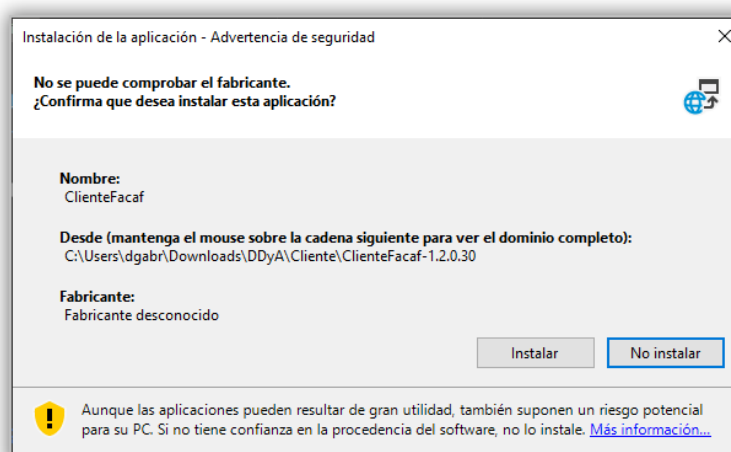 Instalación de la aplicación - Advertencia de seguridad
No se puede comprobar el fabricante.
¿Confirma que desea instalar esta aplicación?
Nombre:
ClienteFacaf
Desde (mantenga el mouse sobre la cadena siguiente para ver el dominio completo):
C:\Users\dgabr\Downloads\DDyA\Cliente\ClienteFacaf-1.2.0.30
Fabricante:
Fabricante desconocido
Instalar
No instalar
Aunque las aplicaciones pueden resultar de gran utilidad, también suponen un riesgo potencial
para su PC. Si no tiene confianza en la procedencia del software, no lo instale. Más información...